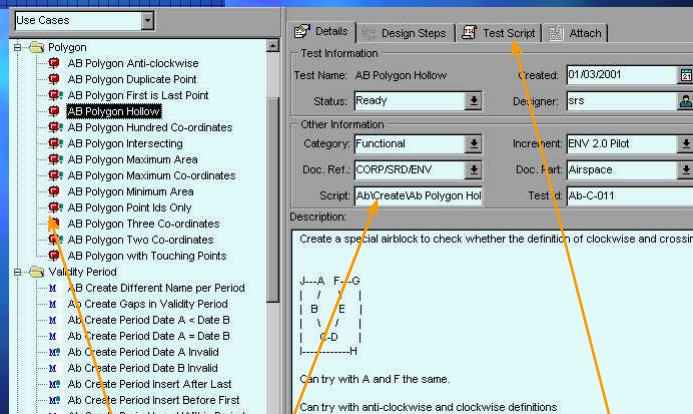 Use Cases
Polygon
AB Polygon Anti-clockwise
AB Polygon Duplicate Point
AB Polygon First is Last Point
AB Polygon Hollow
AB Polygon Hundred Co-ordinates
AB Polygon Intersecting
AB Polygon Maximum Area
AB Polygon Maximum Co-ordinates
AB Polygon Minimum Area
AB Polygon Point Ids Only
AB Polygon Three Co-ordinates
AB Polygon Two Co-ordinates
AB Polygon with Touching Points
Validity Period
M AB Create Different Name per Period
M Ab Create Gaps in Validity Period
M Ab Create Period Date A < Date B
M Ab Create Period Date A = Date B
M Ab Create Period Date A Invalid
M Ab Create Period Date B Invalid
M Ab Create Period Insert After Last
M Ab Create Period Insert Before First
Details Design Steps Test Script Attach
Test Information
Test Name: AB Polygon Hollow Created: 01/03/2001
Status: Ready Designer: srs
Other Information
Category: Functional Increment: ENV 2.0 Pilot
Doc. Ref.: CORP/SRD/ENV Doc. Part: Airspace
Script: Ab\Create\Ab Polygon Hol Test Id: Ab-C-011
Description:
Create a special airblock to check whether the definition of clockwise and crossin
J---A F---G
| / \ |
| B E |
| \ / |
| C-D |
|------------H
Can try with A and F the same.
Can try with anti-clockwise and clockwise definitions